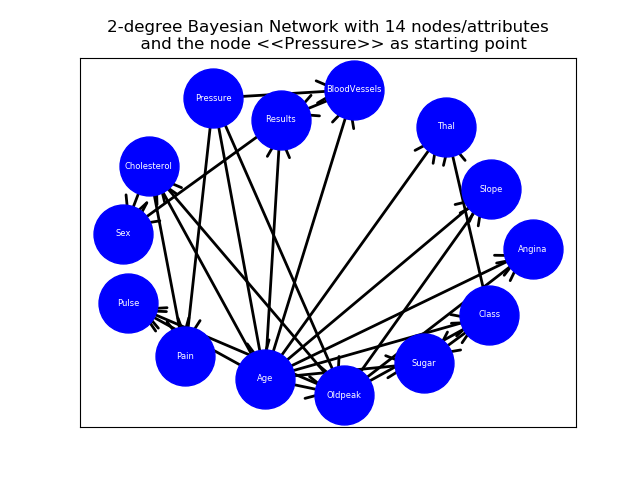 2-degree Bayesian Network with 14 nodes/attributes
and the node <<Pressure>> as starting point
BloodVessels
Pressure
Results
Thal
Cholesterol
Slope
Sex
Angina
Pulse
Class
Pain
Sugar
Age
Oldpeak